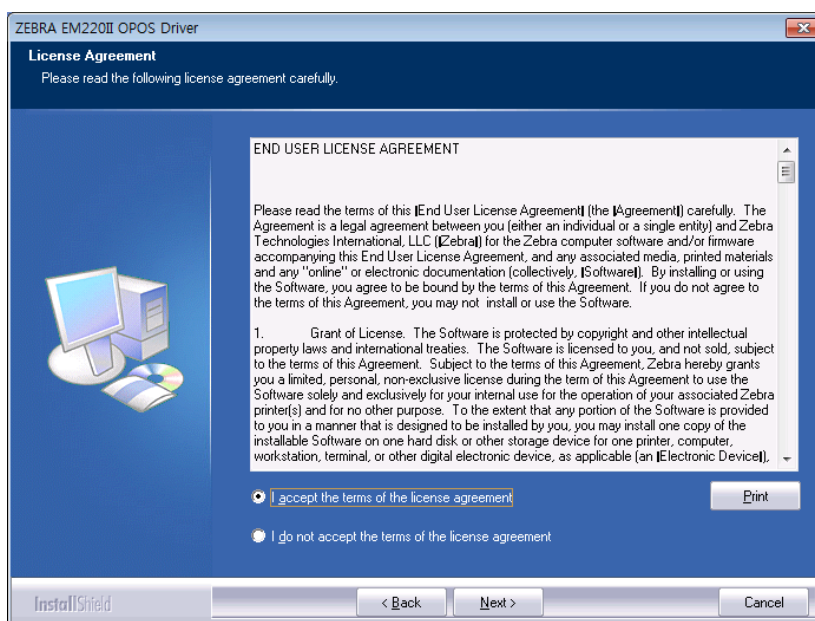 ZEBRA EM220II OPOS Driver
License Agreement
Please read the following license agreement carefully.
END USER LICENSE AGREEMENT
Please read the terms of this ┃End User License Agreement┃ (the ┃Agreement┃) carefully. The
Agreement is a legal agreement between you (either an individual or a single entity) and Zebra
Technologies International, LLC (┃Zebra┃) for the Zebra computer software and/or firmware
accompanying this End User License Agreement, and any associated media, printed materials
and any "online" or electronic documentation (collectively, ┃Software┃). By installing or using
the Software, you agree to be bound by the terms of this Agreement. If you do not agree to
the terms of this Agreement, you may not install or use the Software.
1. Grant of License. The Software is protected by copyright and other intellectual
property laws and international treaties. The Software is licensed to you, and not sold, subject
to the terms of this Agreement. Subject to the terms of this Agreement, Zebra hereby grants
you a limited, personal, non-exclusive license during the term of this Agreement to use the
Software solely and exclusively for your internal use for the operation of your associated Zebra
printer(s) and for no other purpose. To the extent that any portion of the Software is provided
to you in a manner that is designed to be installed by you, you may install one copy of the
installable Software on one hard disk or other storage device for one printer, computer,
workstation, terminal, or other digital electronic device, as applicable (an ┃Electronic Device┃),
I accept the terms of the license agreement
Print
I do not accept the terms of the license agreement
InstallShield
< Back
Next >
Cancel